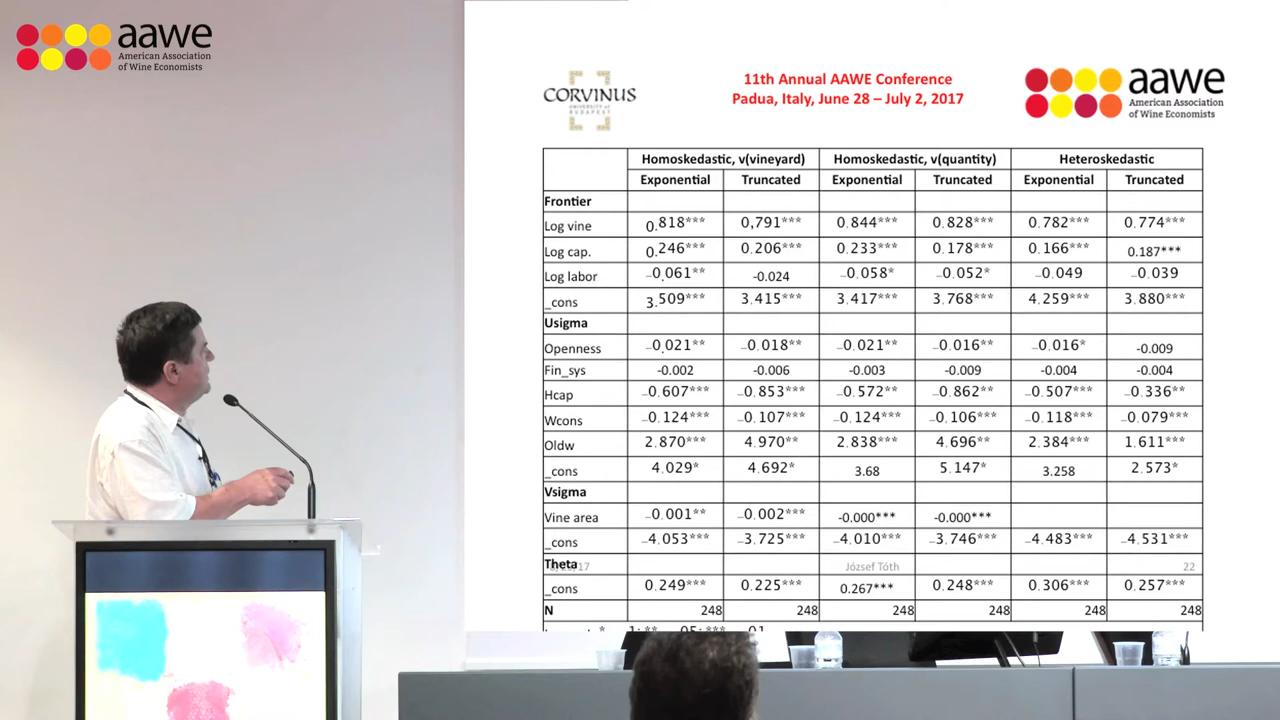 aawe
American Association
of Wine Economists
CORVINUS
UNIVERSITY of
BUDAPEST
11th Annual AAWE Conference
Padua, Italy, June 28 – July 2, 2017
aawe
American Association
of Wine Economists
Homoskedastic, v(vineyard) Homoskedastic, v(quantity) Heteroskedastic
Exponential Truncated Exponential Truncated Exponential Truncated
Frontier
Log vine 0.818*** 0,791*** 0.844*** 0.828*** 0.782*** 0.774***
Log cap. 0.246*** 0.206*** 0.233*** 0.178*** 0.166*** 0.187***
Log labor –0.061** -0.024 –0.058* –0.052* –0.049 –0.039
_cons 3.509*** 3.415*** 3.417*** 3.768*** 4.259*** 3.880***
Usigma
Openness –0.021** –0.018** –0.021** –0.016** –0.016* -0.009
Fin_sys -0.002 -0.006 -0.003 -0.009 -0.004 -0.004
Hcap –0.607*** –0.853*** –0.572** –0.862** –0.507*** –0.336**
Wcons –0.124*** –0.107*** –0.124*** –0.106*** –0.118*** –0.079***
Oldw 2.870*** 4.970** 2.838*** 4.696** 2.384*** 1.611***
_cons 4.029* 4.692* 3.68 5.147* 3.258 2.573*
Vsigma
Vine area –0.001** –0.002*** -0.000*** -0.000***
_cons –4.053*** –3.725*** –4.010*** –3.746*** –4.483*** –4.531***
Theta
József Tóth 22
_cons 0.249*** 0.225*** 0.267*** 0.248*** 0.306*** 0.257***
N 248 248 248 248 248 248